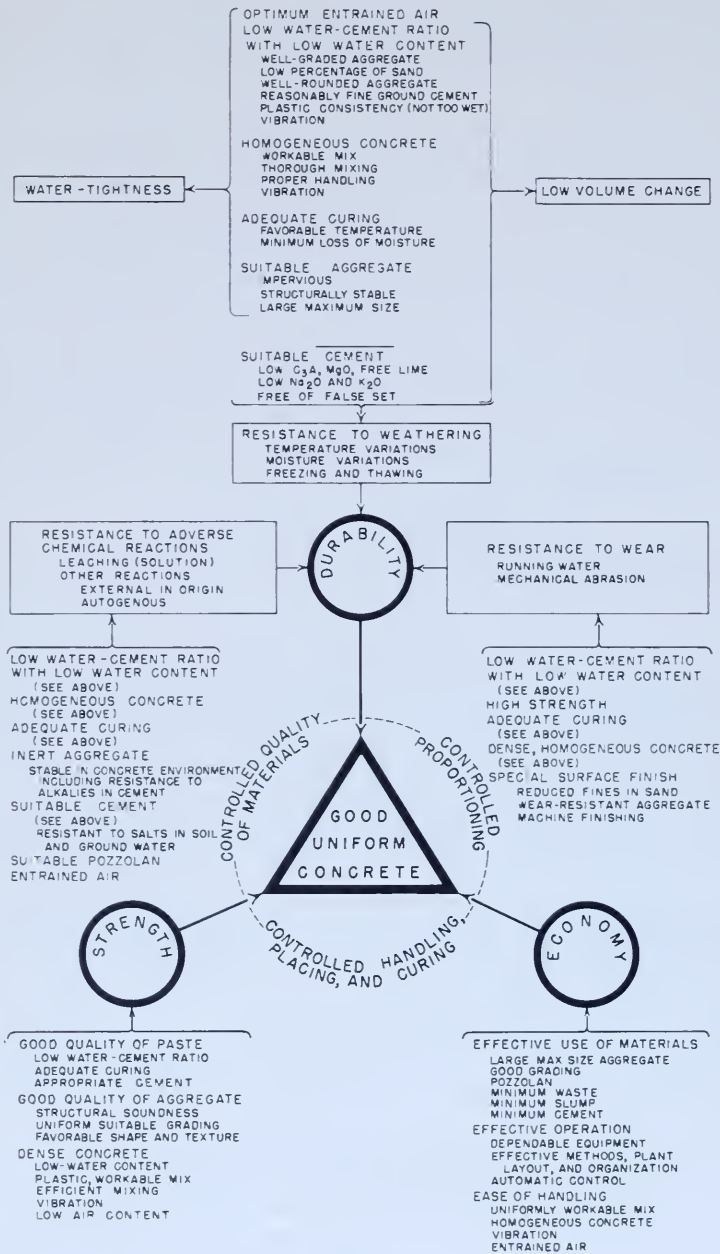 OPTIMUM ENTRAINED AIR
LOW WATER-CEMENT RATIO
WITH LOW WATER CONTENT
WELL-GRADED AGGREGATE
LOW PERCENTAGE OF SAND
WELL-ROUNDED AGGREGATE
REASONABLY FINE GROUND CEMENT
PLASTIC CONSISTENCY (NOT TOO WET)
VIBRATION
HOMOGENEOUS CONCRETE
WORKABLE MIX
THOROUGH MIXING
PROPER HANDLING
VIBRATION
WATER-TIGHTNESS
LOW VOLUME CHANGE
ADEQUATE CURING
FAVORABLE TEMPERATURE
MINIMUM LOSS OF MOISTURE
SUITABLE AGGREGATE
MPERVIOUS
STRUCTURALLY STABLE
LARGE MAXIMUM SIZE
SUITABLE CEMENT
LOW C3A, MgO, FREE LIME
LOW Na2O AND K2O
FREE OF FALSE SET
RESISTANCE TO WEATHERING
TEMPERATURE VARIATIONS
MOISTURE VARIATIONS
FREEZING AND THAWING
RESISTANCE TO ADVERSE
CHEMICAL REACTIONS
LEACHING (SOLUTION)
OTHER REACTIONS
EXTERNAL IN ORIGIN
AUTOGENOUS
DURABILITY
RESISTANCE TO WEAR
RUNNING WATER
MECHANICAL ABRASION
LOW WATER-CEMENT RATIO
WITH LOW WATER CONTENT
(SEE ABOVE)
HOMOGENEOUS CONCRETE
(SEE ABOVE)
ADEQUATE CURING
(SEE ABOVE)
INERT AGGREGATE
STABLE IN CONCRETE ENVIRONMENT
INCLUDING RESISTANCE TO
ALKALIES IN CEMENT
SUITABLE CEMENT
(SEE ABOVE)
RESISTANT TO SALTS IN SOIL
AND GROUND WATER
SUITABLE POZZOLAN
ENTRAINED AIR
LOW WATER-CEMENT RATIO
WITH LOW WATER CONTENT
(SEE ABOVE)
HIGH STRENGTH
ADEQUATE CURING
(SEE ABOVE)
DENSE, HOMOGENEOUS CONCRETE
(SEE ABOVE)
SPECIAL SURFACE FINISH
REDUCED FINES IN SAND
WEAR-RESISTANT AGGREGATE
MACHINE FINISHING
CONTROLLED QUALITY
OF MATERIALS
CONTROLLED
PROPORTIONING
GOOD
UNIFORM
CONCRETE
CONTROLLED HANDLING,
PLACING, AND CURING
STRENGTH
ECONOMY
GOOD QUALITY OF PASTE
LOW WATER-CEMENT RATIO
ADEQUATE CURING
APPROPRIATE CEMENT
GOOD QUALITY OF AGGREGATE
STRUCTURAL SOUNDNESS
UNIFORM SUITABLE GRADING
FAVORABLE SHAPE AND TEXTURE
DENSE CONCRETE
LOW-WATER CONTENT
PLASTIC, WORKABLE MIX
EFFICIENT MIXING
VIBRATION
LOW AIR CONTENT
EFFECTIVE USE OF MATERIALS
LARGE MAX SIZE AGGREGATE
GOOD GRADING
POZZOLAN
MINIMUM WASTE
MINIMUM SLUMP
MINIMUM CEMENT
EFFECTIVE OPERATION
DEPENDABLE EQUIPMENT
EFFECTIVE METHODS, PLANT
LAYOUT, AND ORGANIZATION
AUTOMATIC CONTROL
EASE OF HANDLING
UNIFORMLY WORKABLE MIX
HOMOGENEOUS CONCRETE
VIBRATION
ENTRAINED AIR